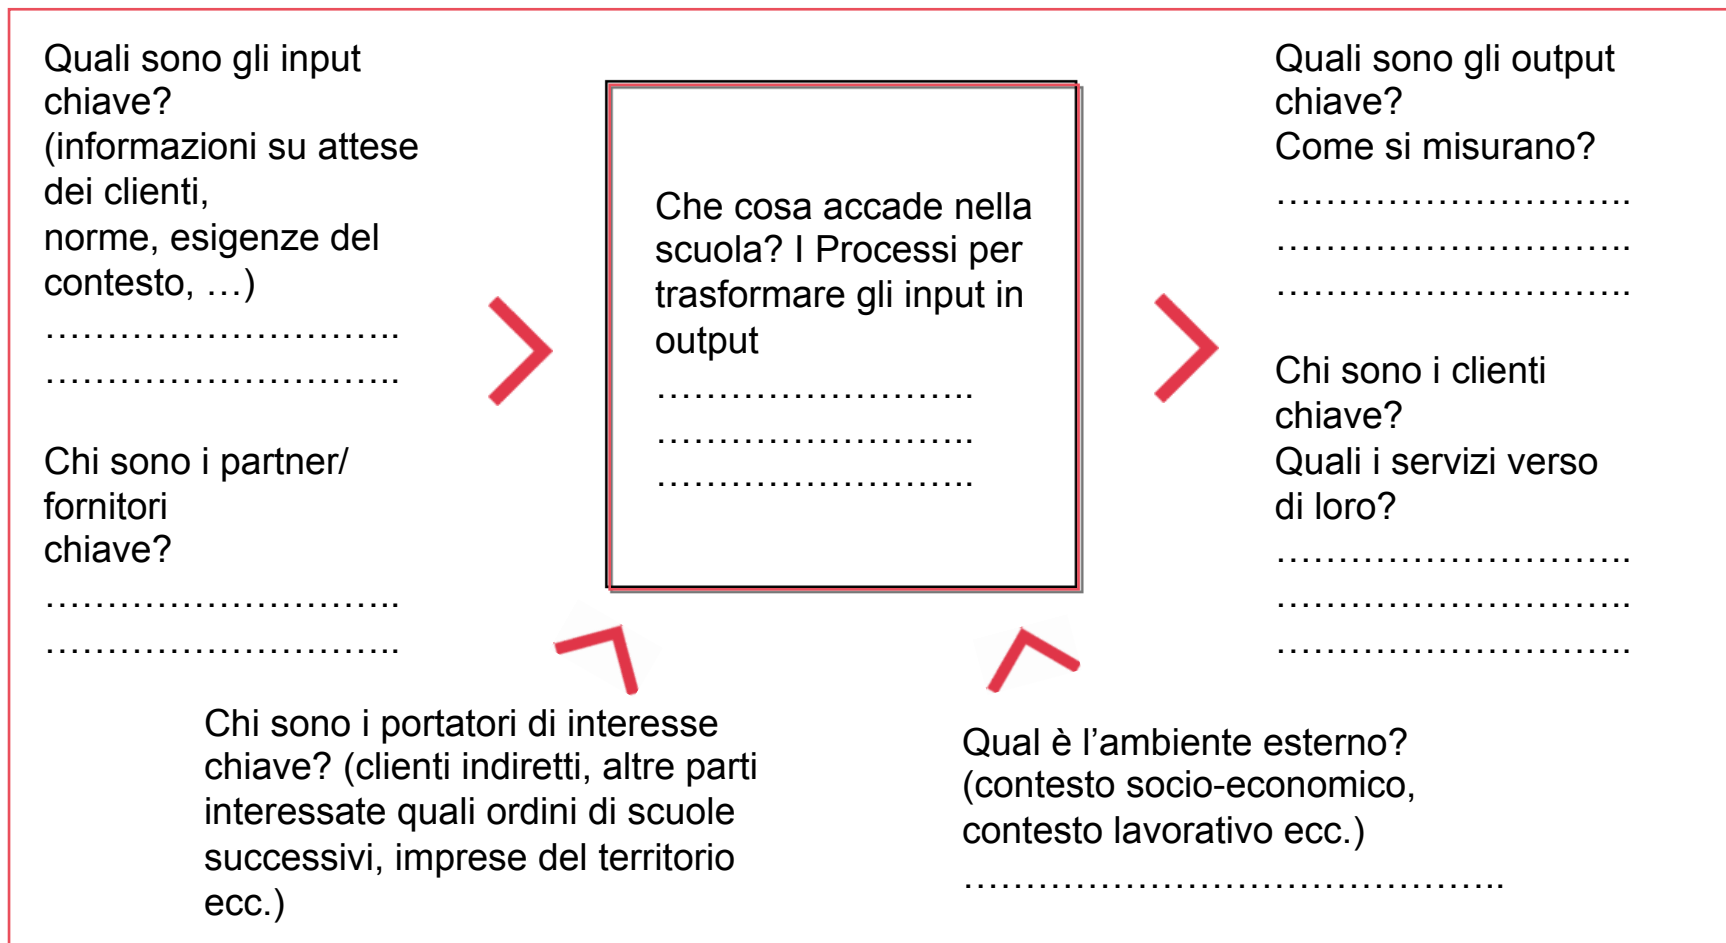 Quali sono gli input
chiave?
(informazioni su attese
dei clienti,
norme, esigenze del
contesto, …)
…………………………..
…………………………..
Chi sono i partner/
fornitori
chiave?
…………………………..
…………………………..
Che cosa accade nella
scuola? I Processi per
trasformare gli input in
output
……………………..
……………………..
……………………..
Quali sono gli output
chiave?
Come si misurano?
…………………………..
…………………………..
…………………………..
Chi sono i clienti
chiave?
Quali i servizi verso
di loro?
…………………………..
…………………………..
…………………………..
Chi sono i portatori di interesse
chiave? (clienti indiretti, altre parti
interessate quali ordini di scuole
successivi, imprese del territorio
ecc.)
Qual è l’ambiente esterno?
(contesto socio-economico,
contesto lavorativo ecc.)
……………………………………..